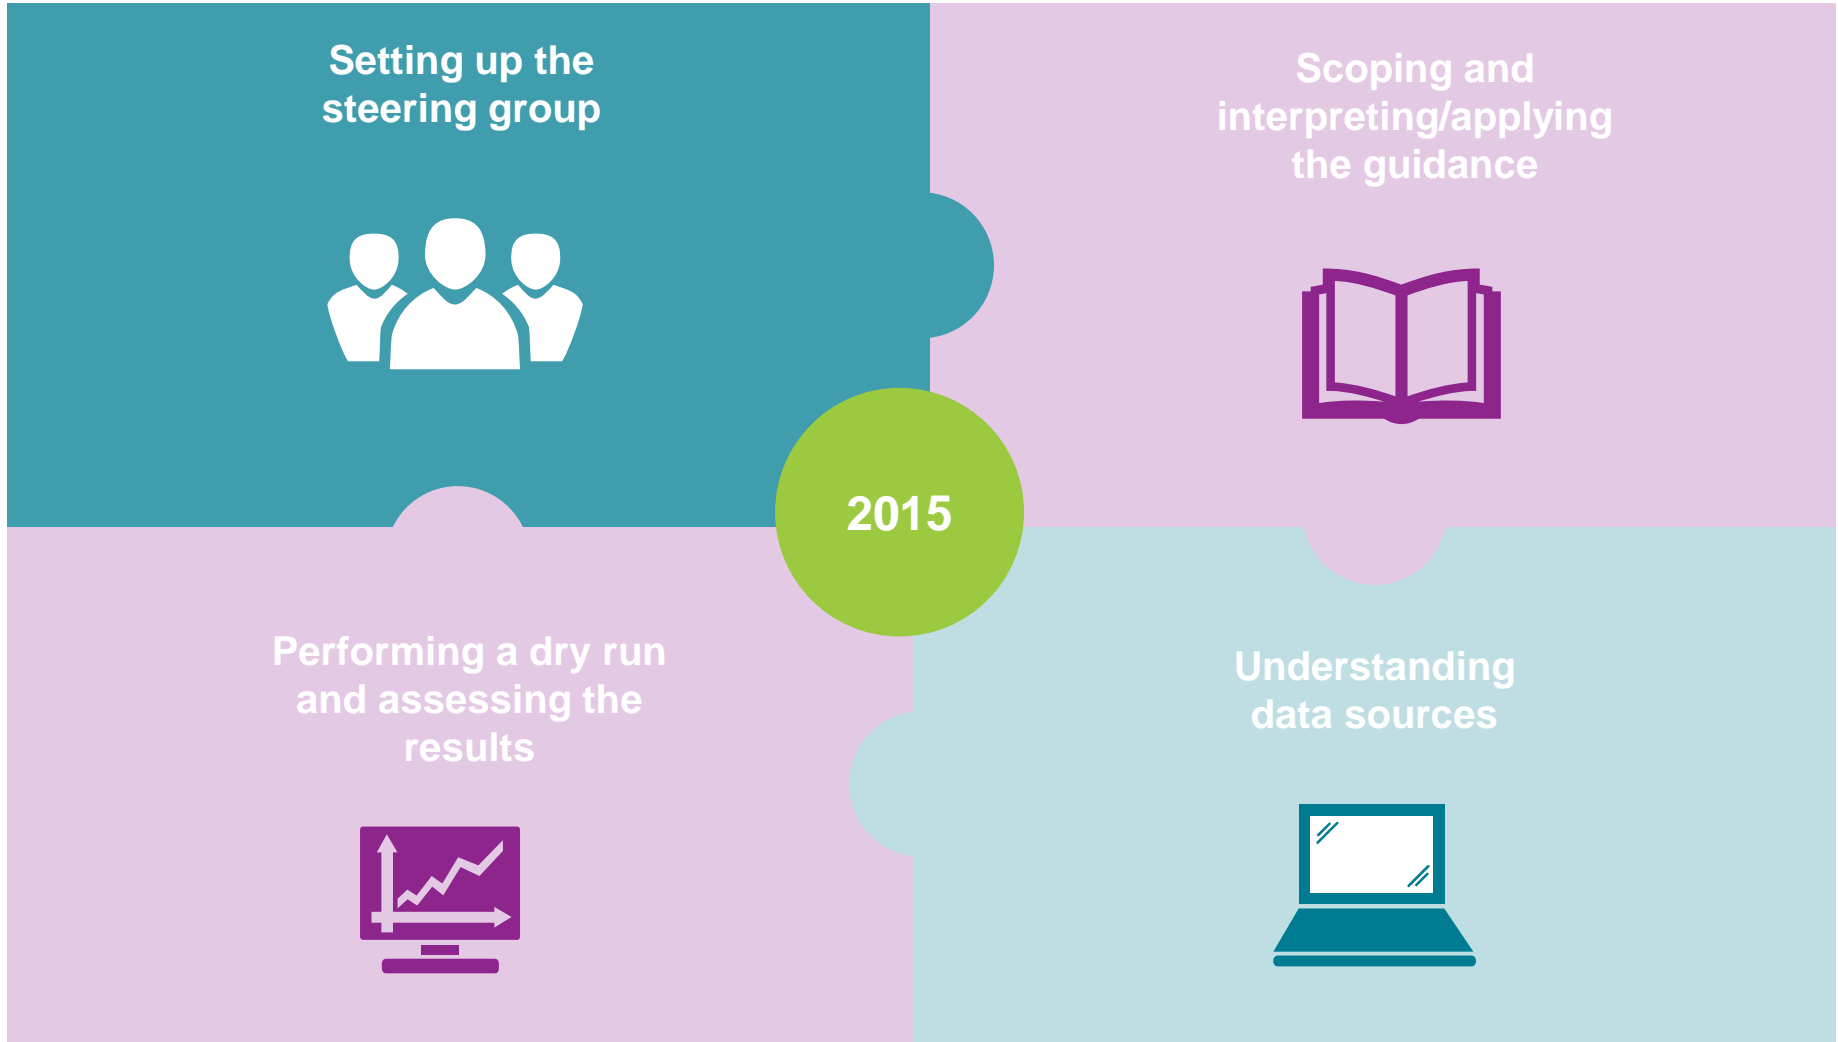 Setting up the
steering group
Scoping and
interpreting/applying
the guidance
2015
Performing a dry run
and assessing the
results
Understanding
data sources